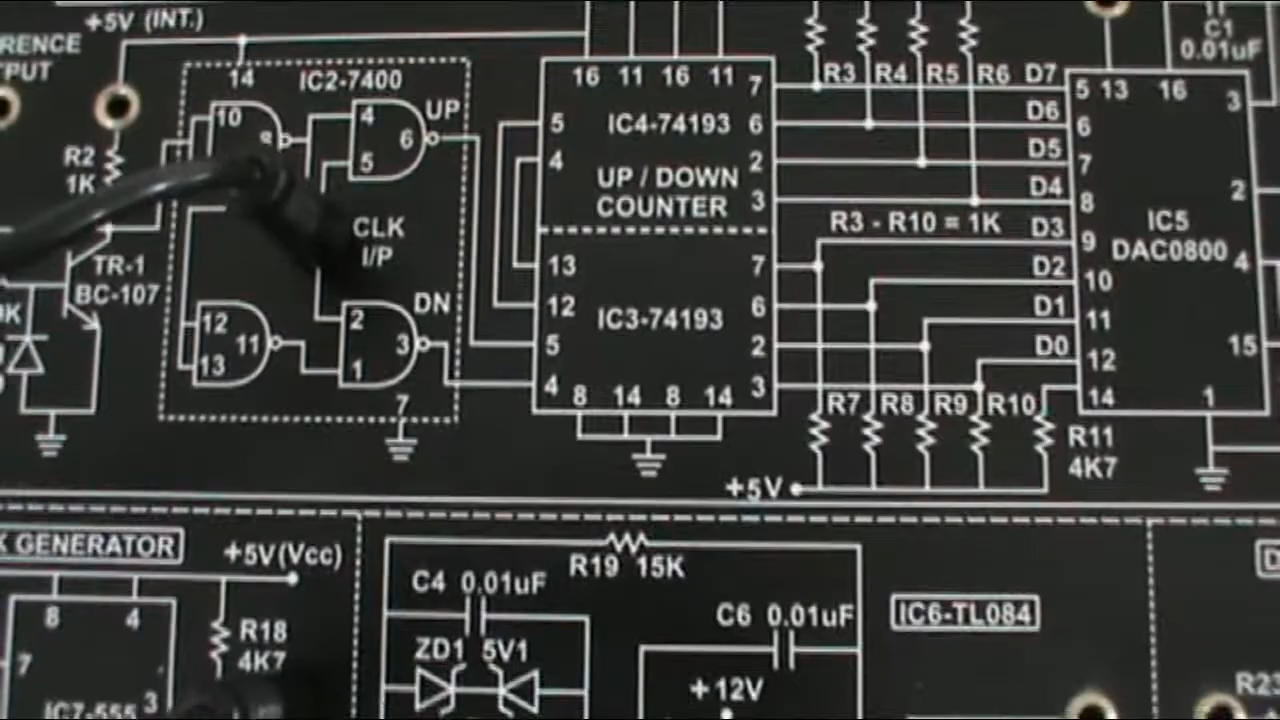 +5V (INT.)
C1
0.01uF
14
IC2-7400
10
8
4
5
6
UP
R2
1K
CLK
I/P
TR-1
BC-107
12
13
11
2
1
3
DN
7
16 11 16 11
7
5
IC4-74193
6
4
2
UP / DOWN
COUNTER
3
13
7
12
IC3-74193
6
5
2
4
3
8 14 8 14
R3 R4 R5 R6 D7
D6
D5
D4
R3 - R10 = 1K D3
D2
D1
D0
R7 R8 R9 R10
R11
4K7
+5V
5 13 16
3
6
7
2
8
IC5
DAC0800
9
4
10
11
12
15
14
1
GENERATOR
+5V(Vcc)
8 4
R18
4K7
7
3
IC7-555
R19 15K
C4 0.01uF
C6 0.01uF
ZD1 5V1
+12V
IC6-TL084
R23